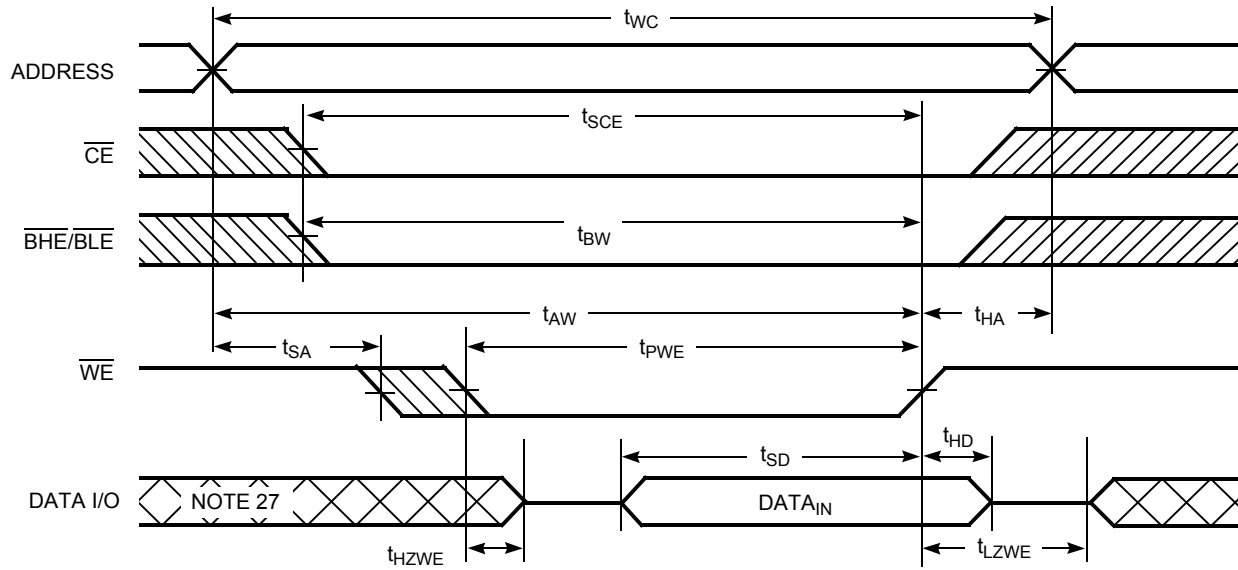 tWC
ADDRESS
tSCE
CE
tBW
BHE/BLE
tAW
tHA
tSA
tPWE
WE
tHD
tSD
DATA I/O
NOTE 27
DATAIN
tHZWE
tLZWE